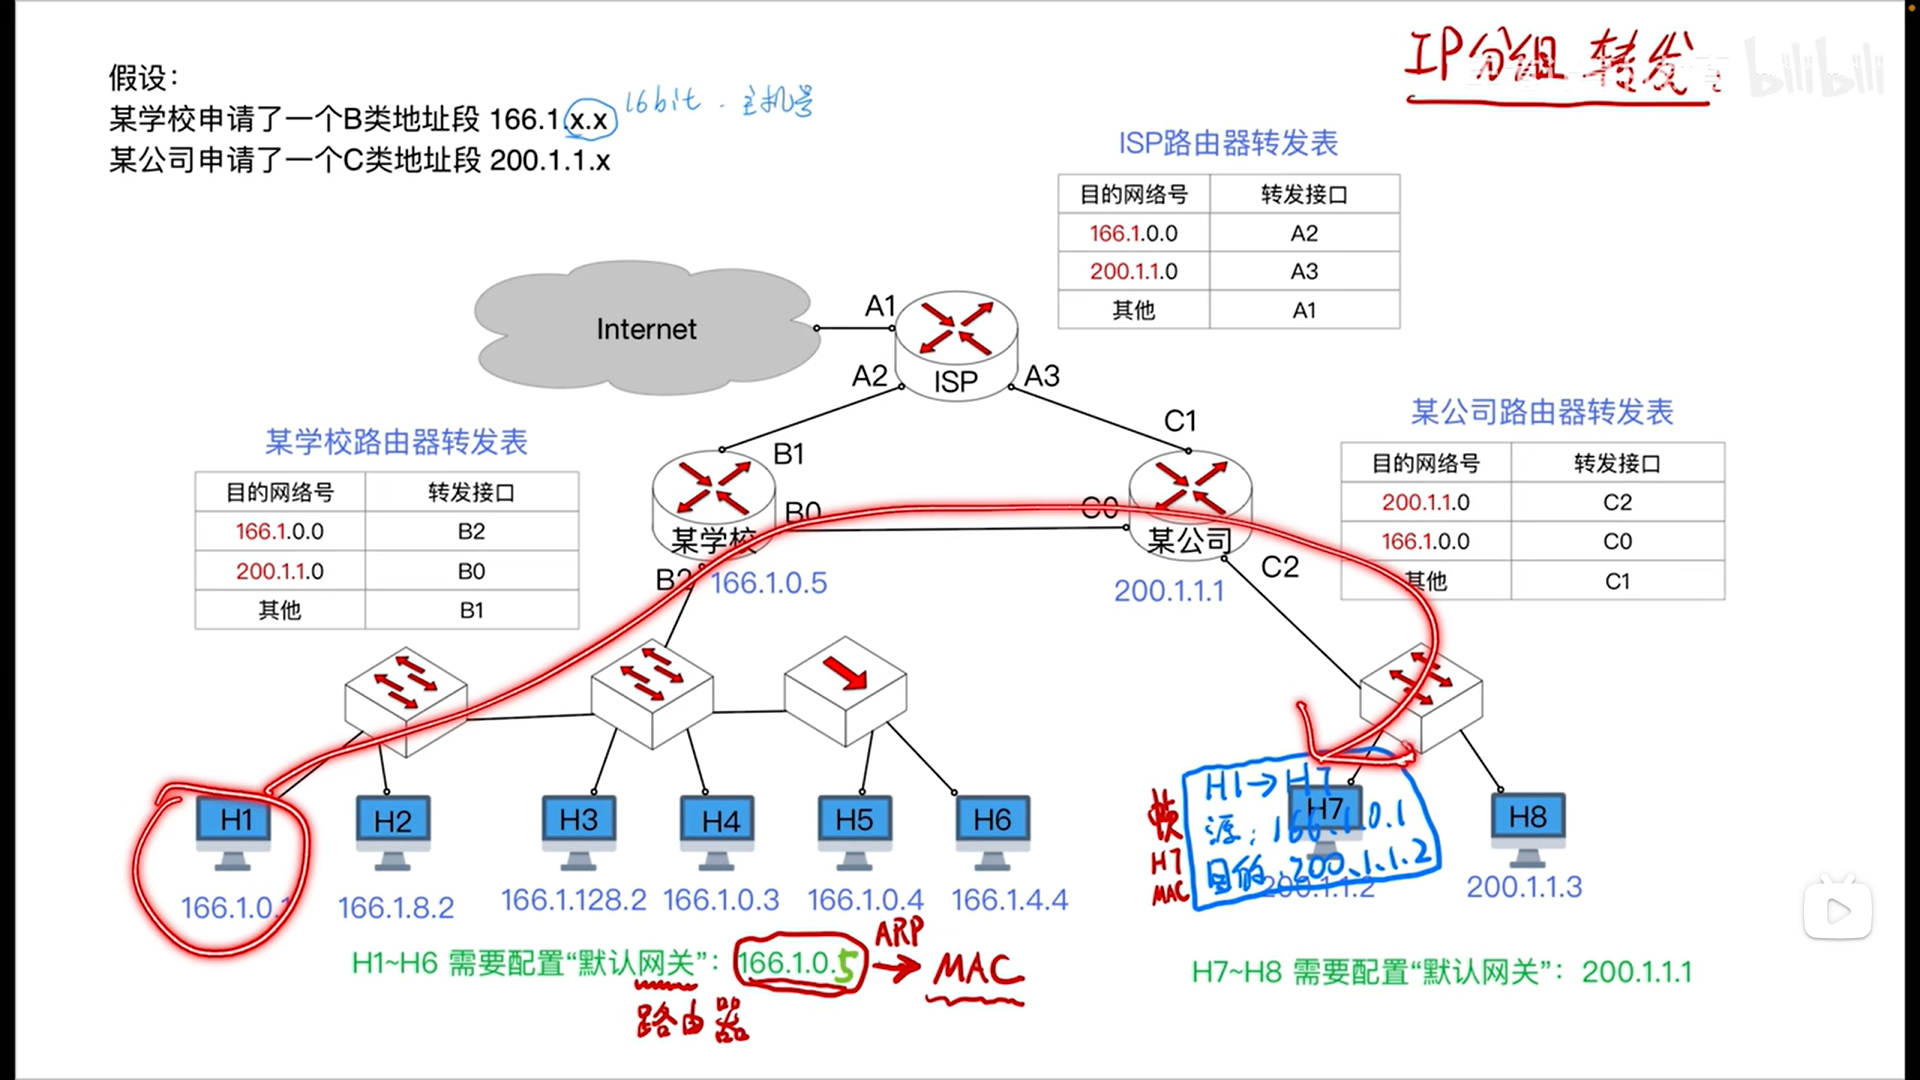 IP分组 转发
bilibili
假设：
某学校申请了一个B类地址段 166.1.x.x
16bit . 主机号
某公司申请了一个C类地址段 200.1.1.x
ISP路由器转发表
目的网络号 转发接口
166.1.0.0 A2
200.1.1.0 A3
其他 A1
Internet
A1
ISP
A2
A3
某学校路由器转发表
目的网络号 转发接口
166.1.0.0 B2
200.1.1.0 B0
其他 B1
某公司路由器转发表
目的网络号 转发接口
200.1.1.0 C2
166.1.0.0 C0
其他 C1
B1
C1
B0
C0
某学校
某公司
B2
166.1.0.5
200.1.1.1
C2
H1
H2
H3
H4
H5
H6
H7
H8
166.1.0.1
166.1.8.2
166.1.128.2
166.1.0.3
166.1.0.4
166.1.4.4
200.1.1.2
200.1.1.3
帧
H7
MAC
H1→H7
源：166.1.0.1
目的：200.1.1.2
H1~H6 需要配置“默认网关”：166.1.0.5
ARP
MAC
路由器
H7~H8 需要配置“默认网关”：200.1.1.1